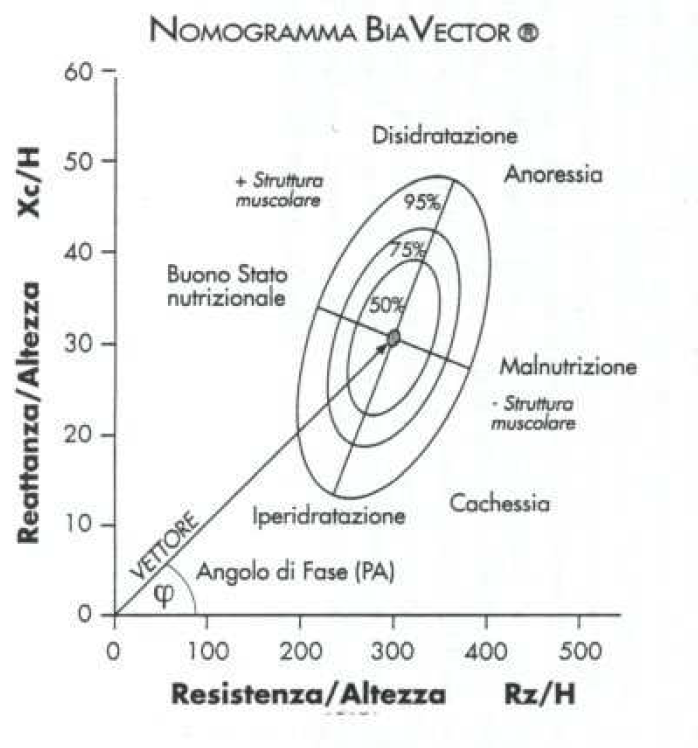 NOMOGRAMMA BIAVECTOR ®
60
50
40
30
20
10
0
Reattanza/Altezza Xc/H
Disidratazione
Anoressia
+ Struttura
muscolare
95%
75%
50%
Buono Stato
nutrizionale
Malnutrizione
- Struttura
muscolare
Cachessia
Iperidratazione
VETTORE
φ
Angolo di Fase (PA)
0 100 200 300 400 500
Resistenza/Altezza Rz/H